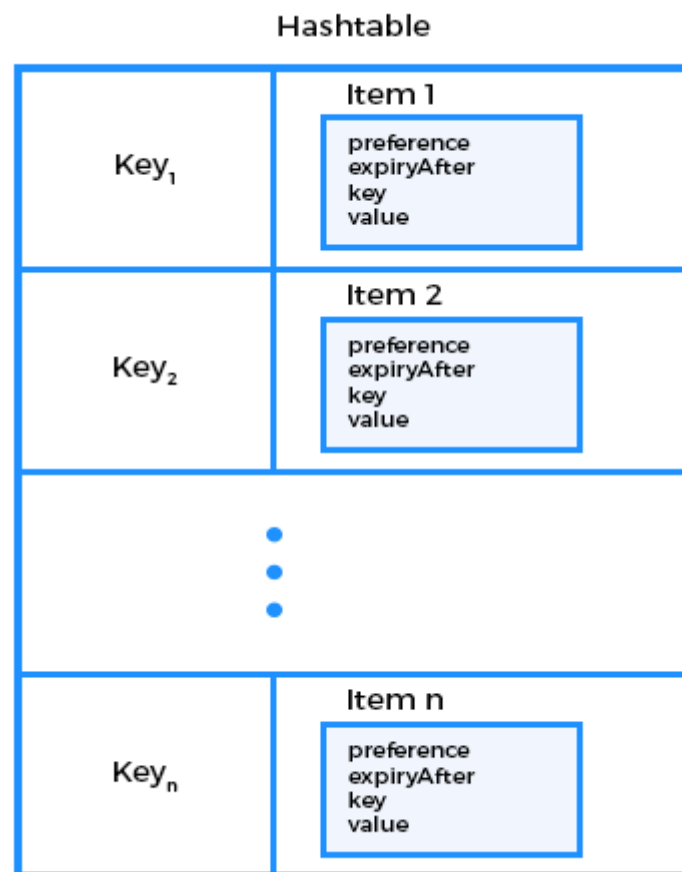 Hashtable
Item 1
Key₁
preference
expiryAfter
key
value
Item 2
Key₂
preference
expiryAfter
key
value
Item n
Keyₙ
preference
expiryAfter
key
value